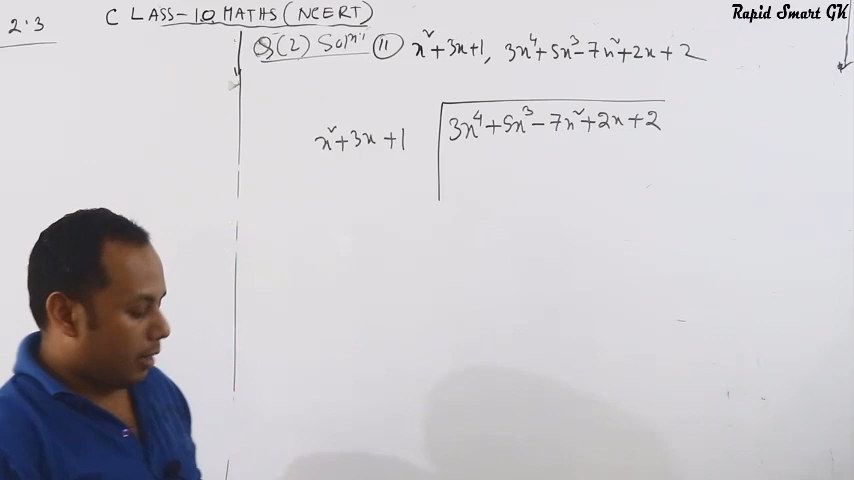 Rapid Smart GK
2.3
CLASS-10 MATHS (NCERT)
Q(2) Solⁿ: (11) x²+3x+1, 3x⁴+5x³-7x²+2x+2
x²+3x+1 3x⁴+5x³-7x²+2x+2